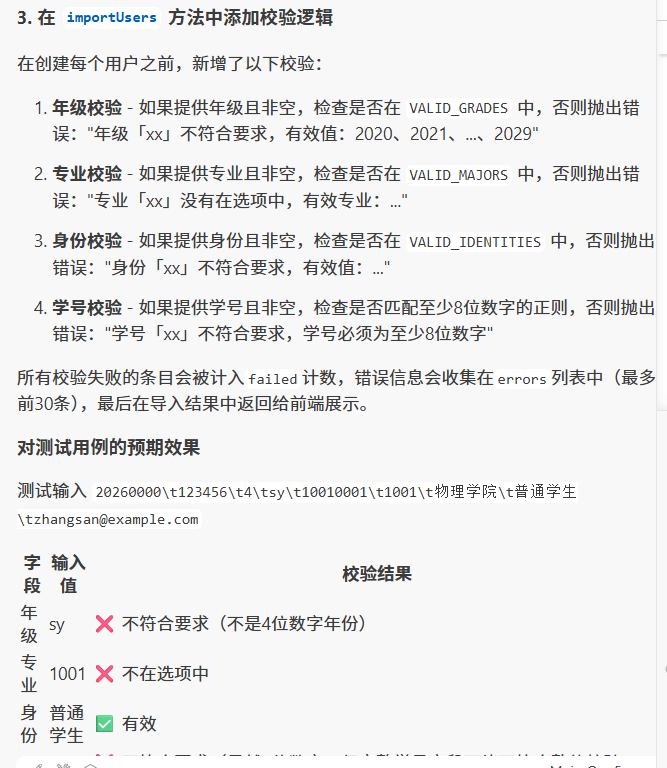 3. 在 importUsers 方法中添加校验逻辑
在创建每个用户之前，新增了以下校验：
1. 年级校验 - 如果提供年级且非空，检查是否在 VALID_GRADES 中，否则抛出错
误："年级「xx」不符合要求，有效值：2020、2021、...、2029"
2. 专业校验 - 如果提供专业且非空，检查是否在 VALID_MAJORS 中，否则抛出错
误："专业「xx」没有在选项中，有效专业：..."
3. 身份校验 - 如果提供身份且非空，检查是否在 VALID_IDENTITIES 中，否则抛出
错误："身份「xx」不符合要求，有效值：..."
4. 学号校验 - 如果提供学号且非空，检查是否匹配至少8位数字的正则，否则抛出
错误："学号「xx」不符合要求，学号必须为至少8位数字"
所有校验失败的条目会被计入 failed 计数，错误信息会收集在 errors 列表中（最多
前30条），最后在导入结果中返回给前端展示。
对测试用例的预期效果
测试输入 20260000\t123456\t4\tsy\t10010001\t1001\t物理学院\t普通学生
\tzhangsan@example.com
字段 输入值 校验结果
年级 sy ❌ 不符合要求（不是4位数字年份）
专业 1001 ❌ 不在选项中
身份 普通学生 ✅ 有效